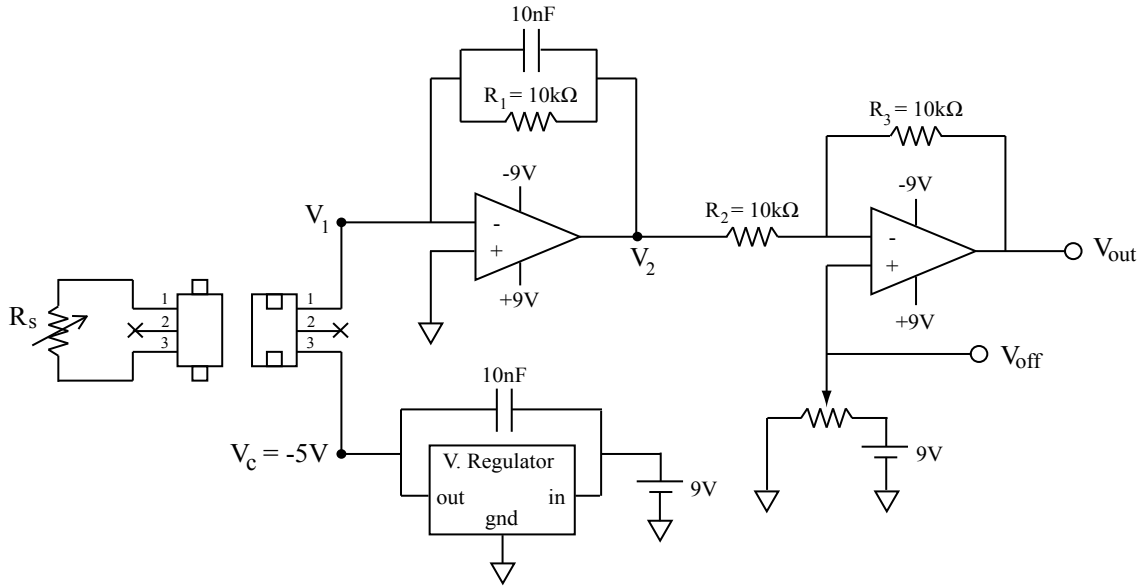 10nF
R1 = 10kΩ
-9V
+9V
V1
-
+
V2
R2 = 10kΩ
R3 = 10kΩ
-9V
-
+
+9V
Vout
Voff
9V
Rs
1
2
3
1
2
3
10nF
Vc = -5V
V. Regulator
out
in
gnd
9V